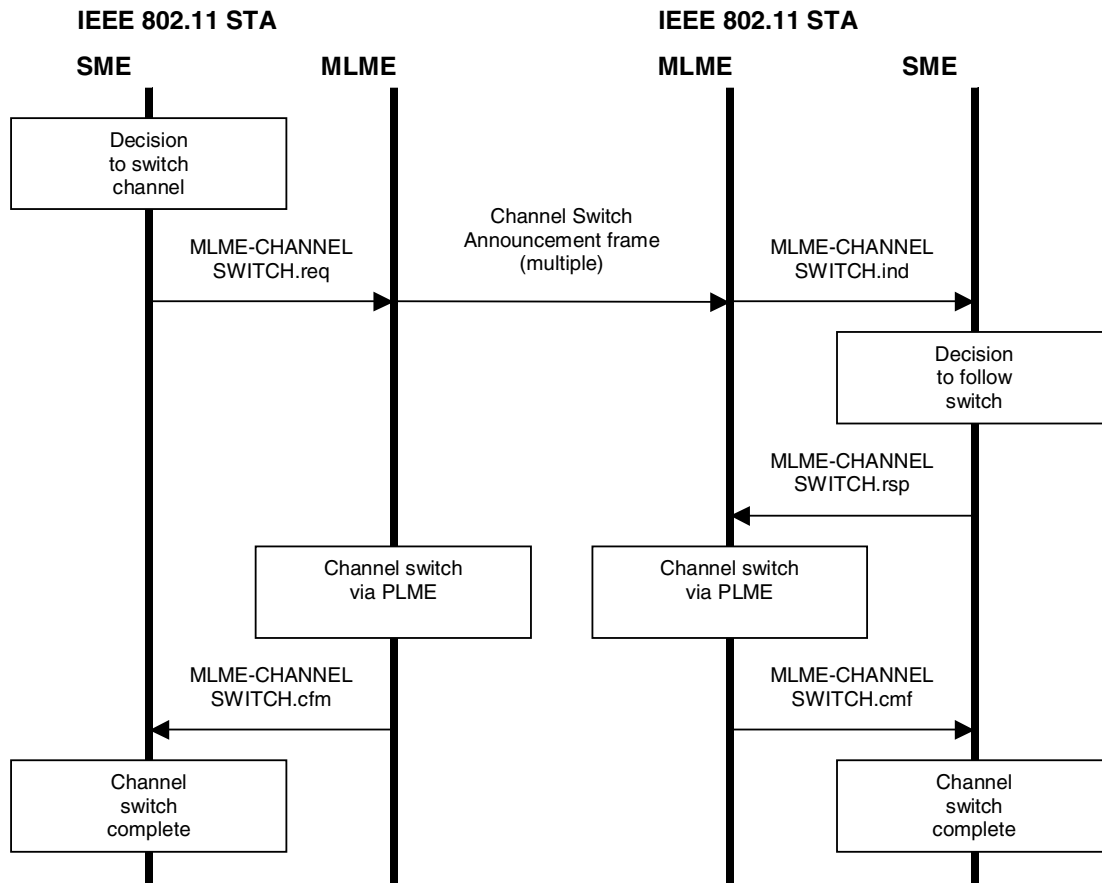 IEEE 802.11 STA
IEEE 802.11 STA
SME
MLME
MLME
SME
Decision
to switch
channel
MLME-CHANNEL
SWITCH.req
Channel Switch
Announcement frame
(multiple)
MLME-CHANNEL
SWITCH.ind
Decision
to follow
switch
MLME-CHANNEL
SWITCH.rsp
Channel switch
via PLME
Channel switch
via PLME
MLME-CHANNEL
SWITCH.cfm
MLME-CHANNEL
SWITCH.cmf
Channel
switch
complete
Channel
switch
complete